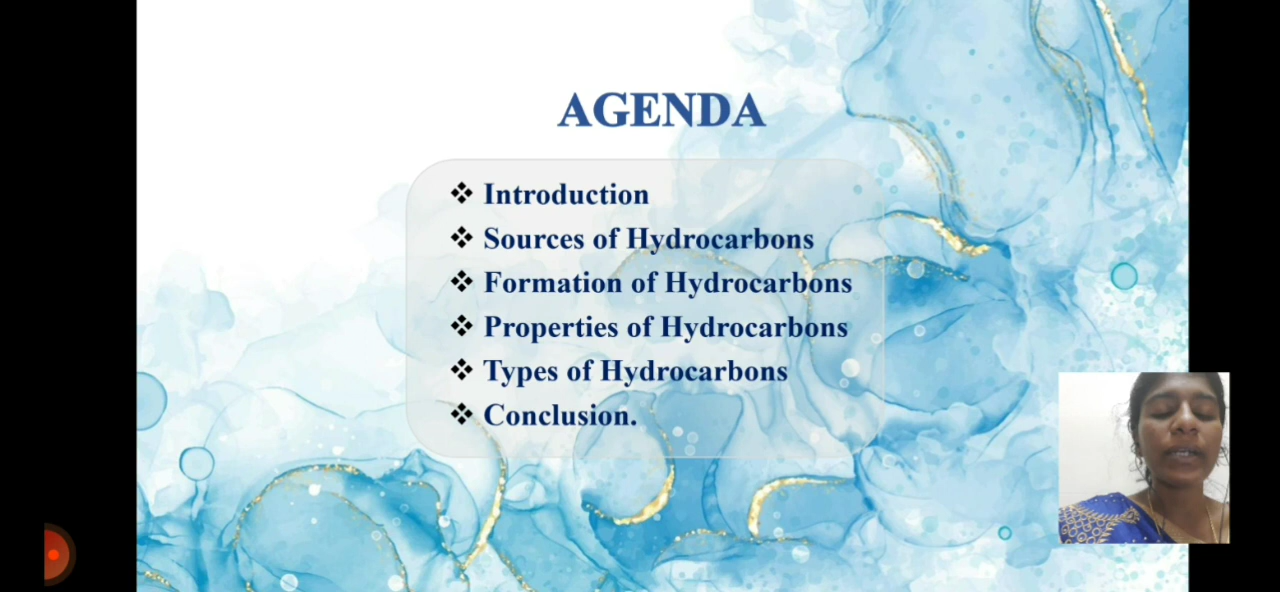 AGENDA
❖ Introduction
❖ Sources of Hydrocarbons
❖ Formation of Hydrocarbons
❖ Properties of Hydrocarbons
❖ Types of Hydrocarbons
❖ Conclusion.